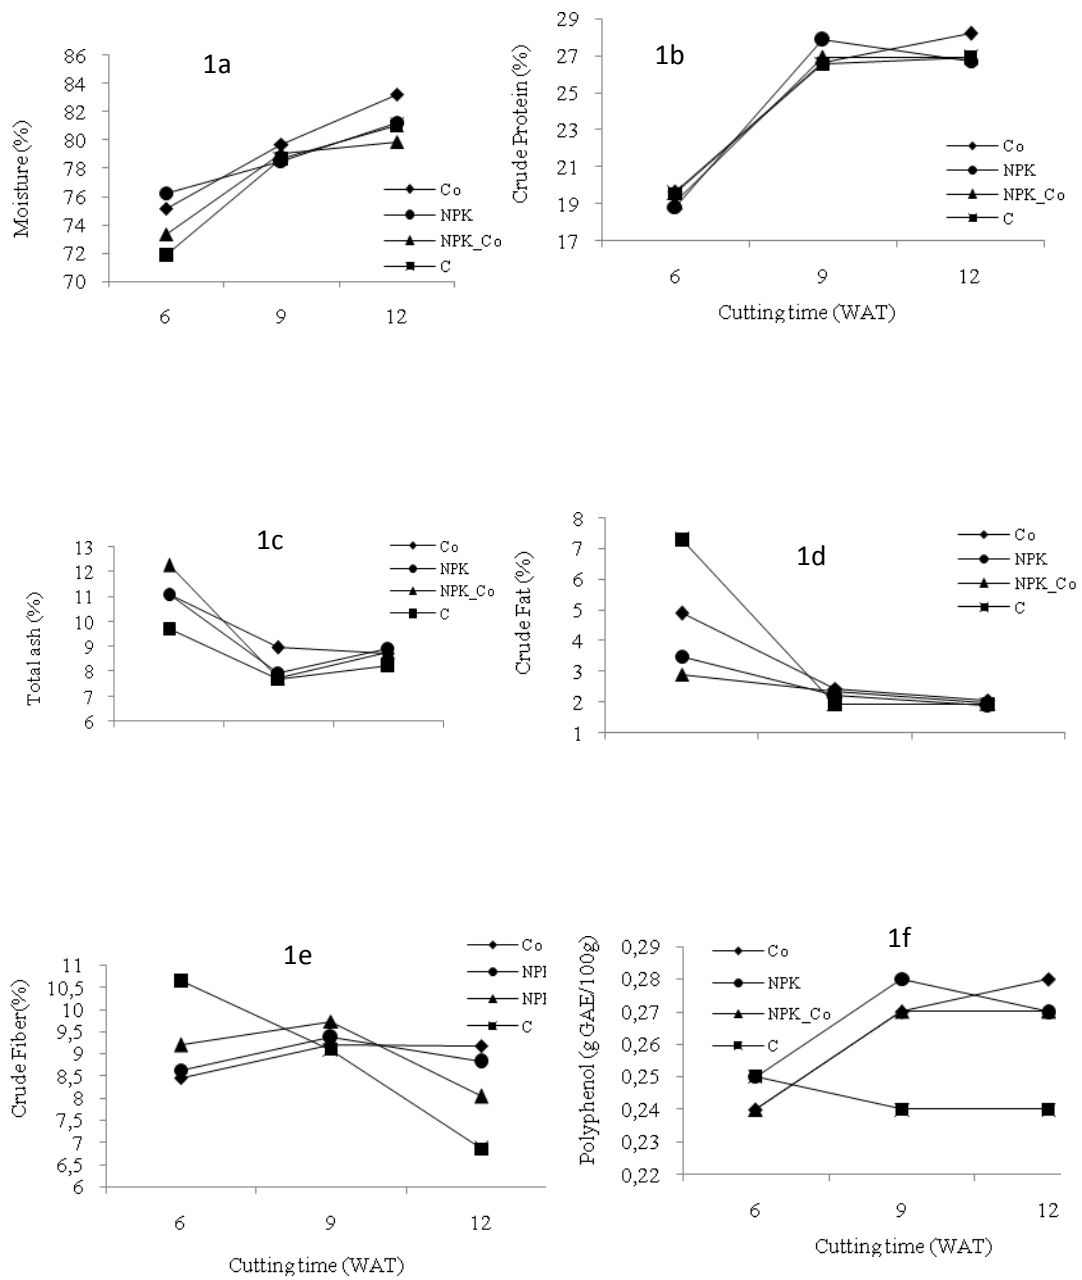 1a
Moisture (%)
86
84
82
80
78
76
74
72
70
6
9
12
Co
NPK
NPK_Co
C
1b
Crude Protein (%)
29
27
25
23
21
19
17
6
9
12
Cutting time (WAT)
Co
NPK
NPK_Co
C
1c
Total ash (%)
13
12
11
10
9
8
7
6
Co
NPK
NPK_Co
C
1d
Crude Fat (%)
8
7
6
5
4
3
2
1
Co
NPK
NPK_Co
C
1e
Crude Fiber(%)
11
10,5
10
9,5
9
8,5
8
7,5
7
6,5
6
6
9
12
Cutting time (WAT)
Co
C
1f
Polyphenol (g GAE/100g)
0,29
0,28
0,27
0,26
0,25
0,24
0,23
0,22
6
9
12
Cutting time (WAT)
Co
NPK
NPK_Co
C